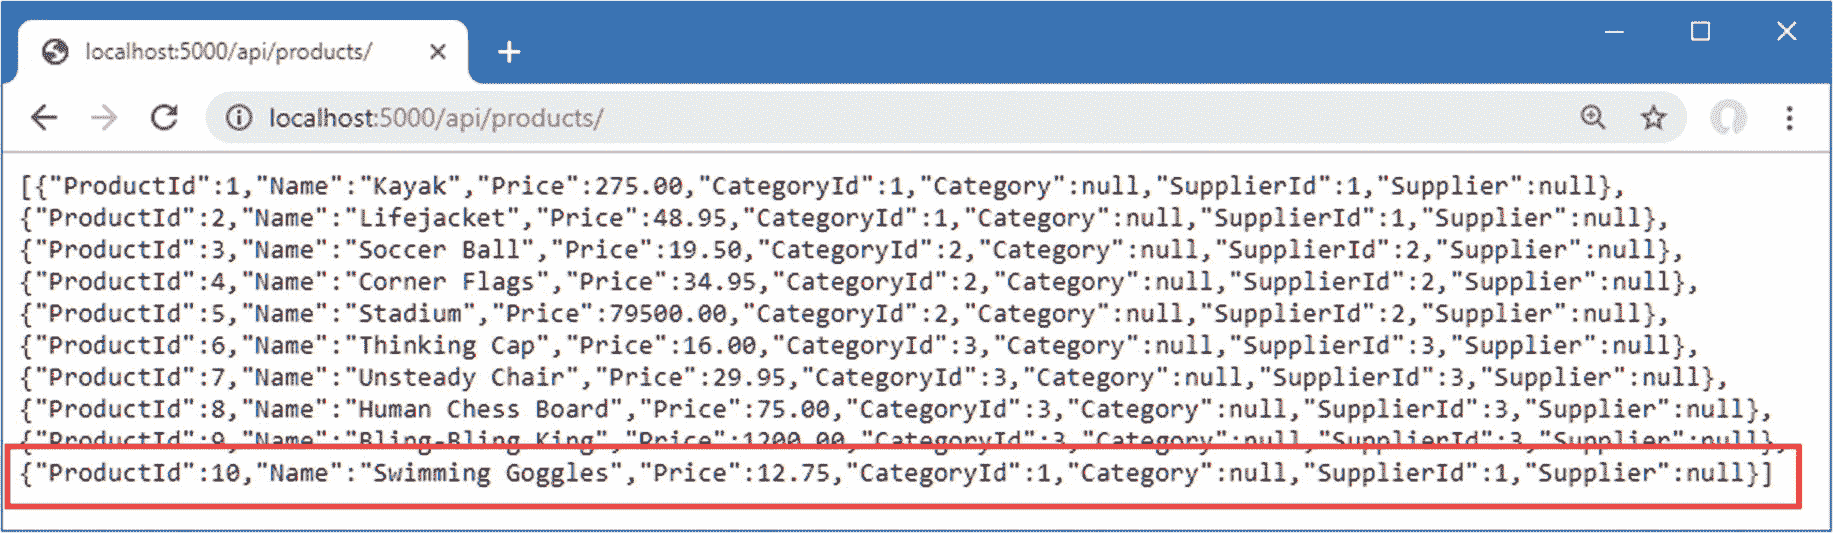 localhost:5000/api/products/
localhost:5000/api/products/
[{"ProductId":1,"Name":"Kayak","Price":275.00,"CategoryId":1,"Category":null,"SupplierId":1,"Supplier":null},
{"ProductId":2,"Name":"Lifejacket","Price":48.95,"CategoryId":1,"Category":null,"SupplierId":1,"Supplier":null},
{"ProductId":3,"Name":"Soccer Ball","Price":19.50,"CategoryId":2,"Category":null,"SupplierId":2,"Supplier":null},
{"ProductId":4,"Name":"Corner Flags","Price":34.95,"CategoryId":2,"Category":null,"SupplierId":2,"Supplier":null},
{"ProductId":5,"Name":"Stadium","Price":79500.00,"CategoryId":2,"Category":null,"SupplierId":2,"Supplier":null},
{"ProductId":6,"Name":"Thinking Cap","Price":16.00,"CategoryId":3,"Category":null,"SupplierId":3,"Supplier":null},
{"ProductId":7,"Name":"Unsteady Chair","Price":29.95,"CategoryId":3,"Category":null,"SupplierId":3,"Supplier":null},
{"ProductId":8,"Name":"Human Chess Board","Price":75.00,"CategoryId":3,"Category":null,"SupplierId":3,"Supplier":null},
{"ProductId":9,"Name":"Bling-Bling King","Price":1200.00,"CategoryId":3,"Category":null,"SupplierId":3,"Supplier":null},
{"ProductId":10,"Name":"Swimming Goggles","Price":12.75,"CategoryId":1,"Category":null,"SupplierId":1,"Supplier":null}]